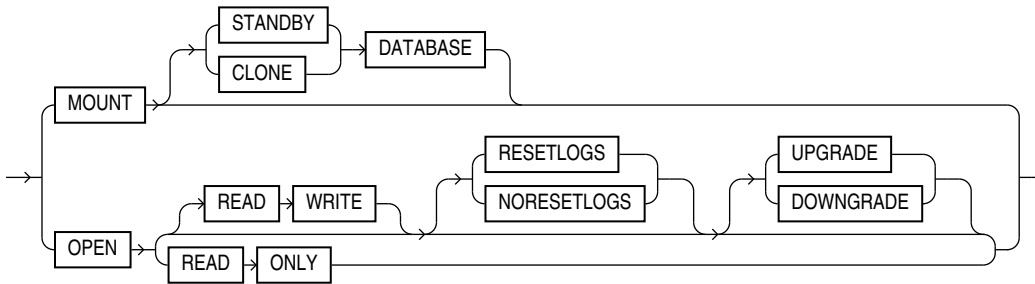 STANDBY
CLONE
DATABASE
MOUNT
RESETLOGS
NORESETLOGS
UPGRADE
DOWNGRADE
READ WRITE
OPEN
READ ONLY